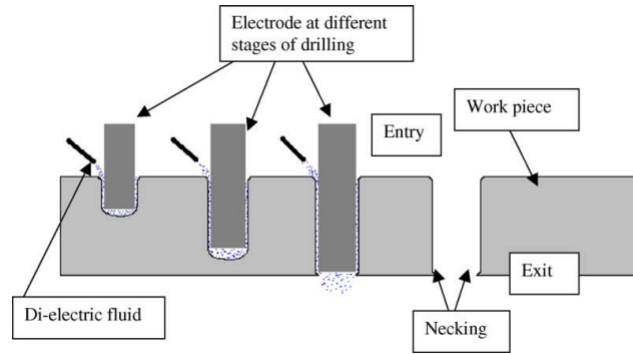 Electrode at different
stages of drilling
Entry
Work piece
Di-electric fluid
Necking
Exit